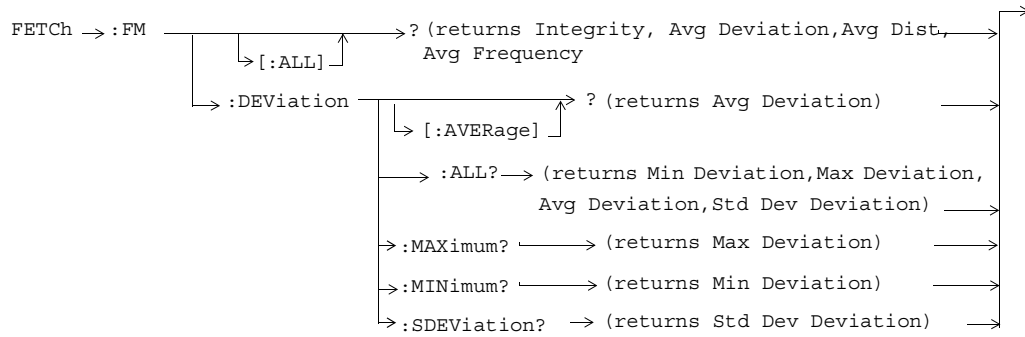 FETCh :FM ? (returns Integrity, Avg Deviation,Avg Dist,
[:ALL] Avg Frequency
:DEViation ? (returns Avg Deviation)
[:AVERage]
:ALL? (returns Min Deviation,Max Deviation,
Avg Deviation,Std Dev Deviation)
:MAXimum? (returns Max Deviation)
:MINimum? (returns Min Deviation)
:SDEViation? (returns Std Dev Deviation)